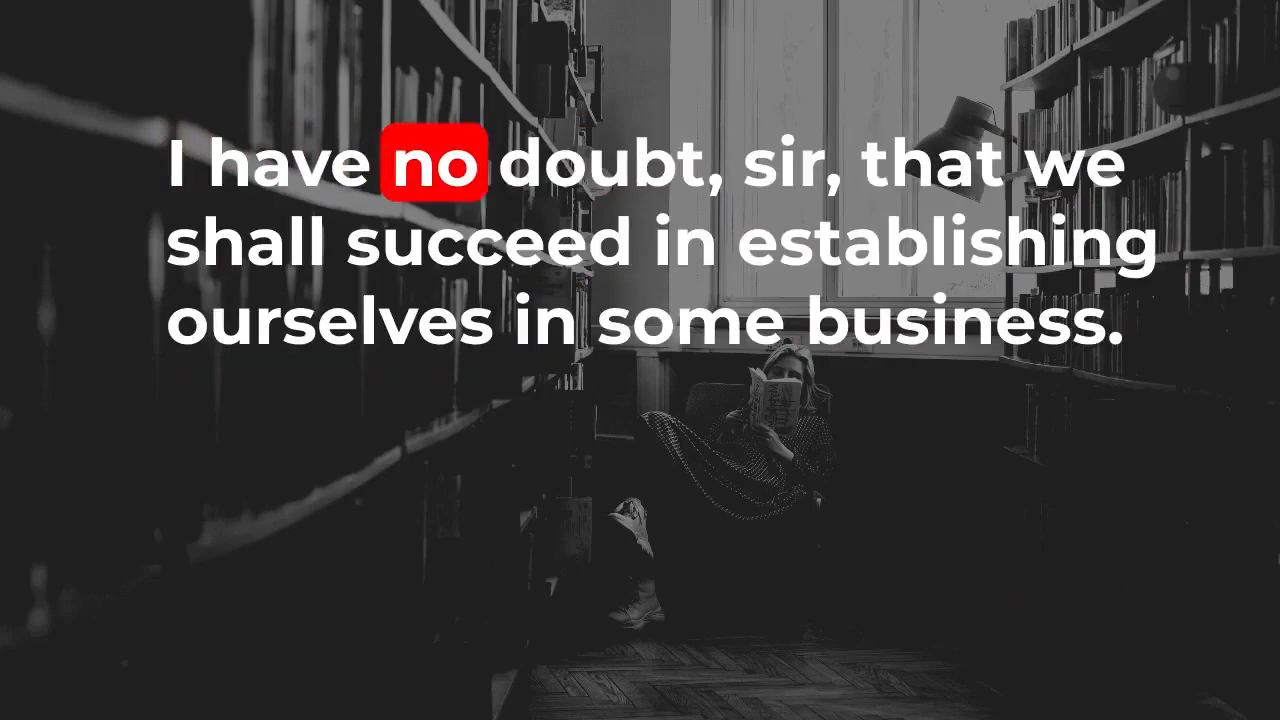 I have no doubt, sir, that we
shall succeed in establishing
ourselves in some business.